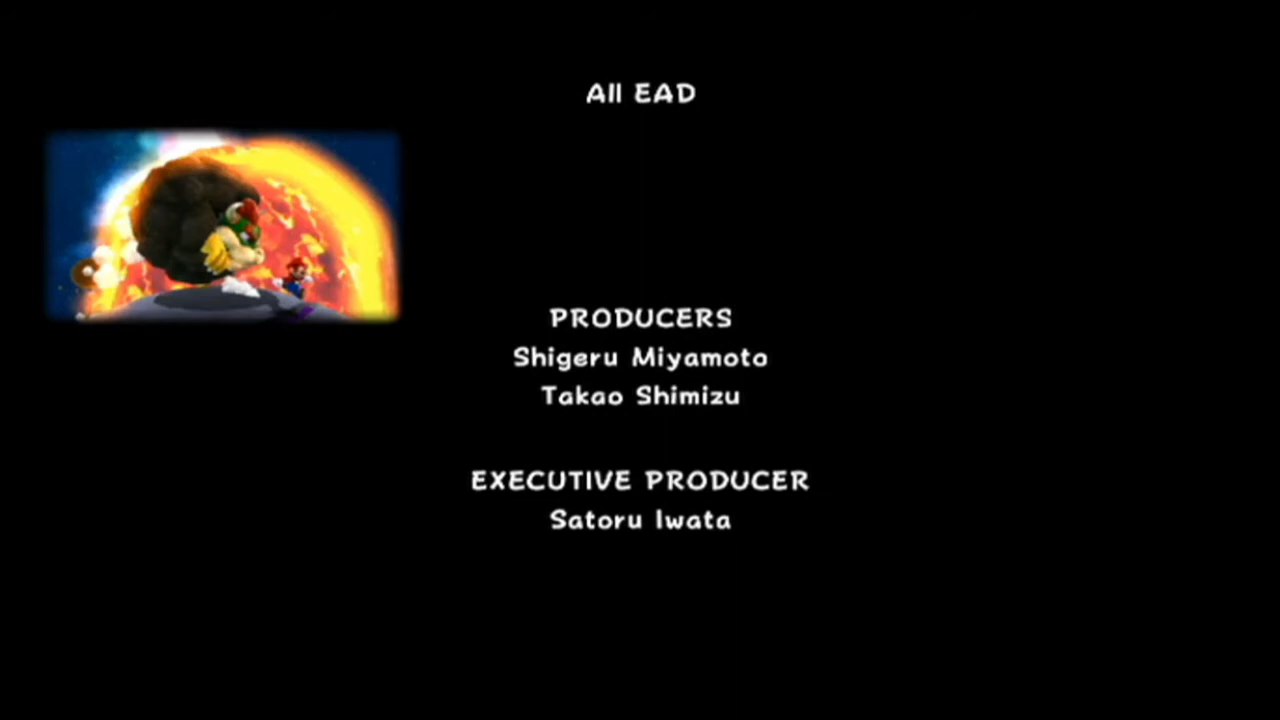 All EAD
PRODUCERS
Shigeru Miyamoto
Takao Shimizu
EXECUTIVE PRODUCER
Satoru Iwata